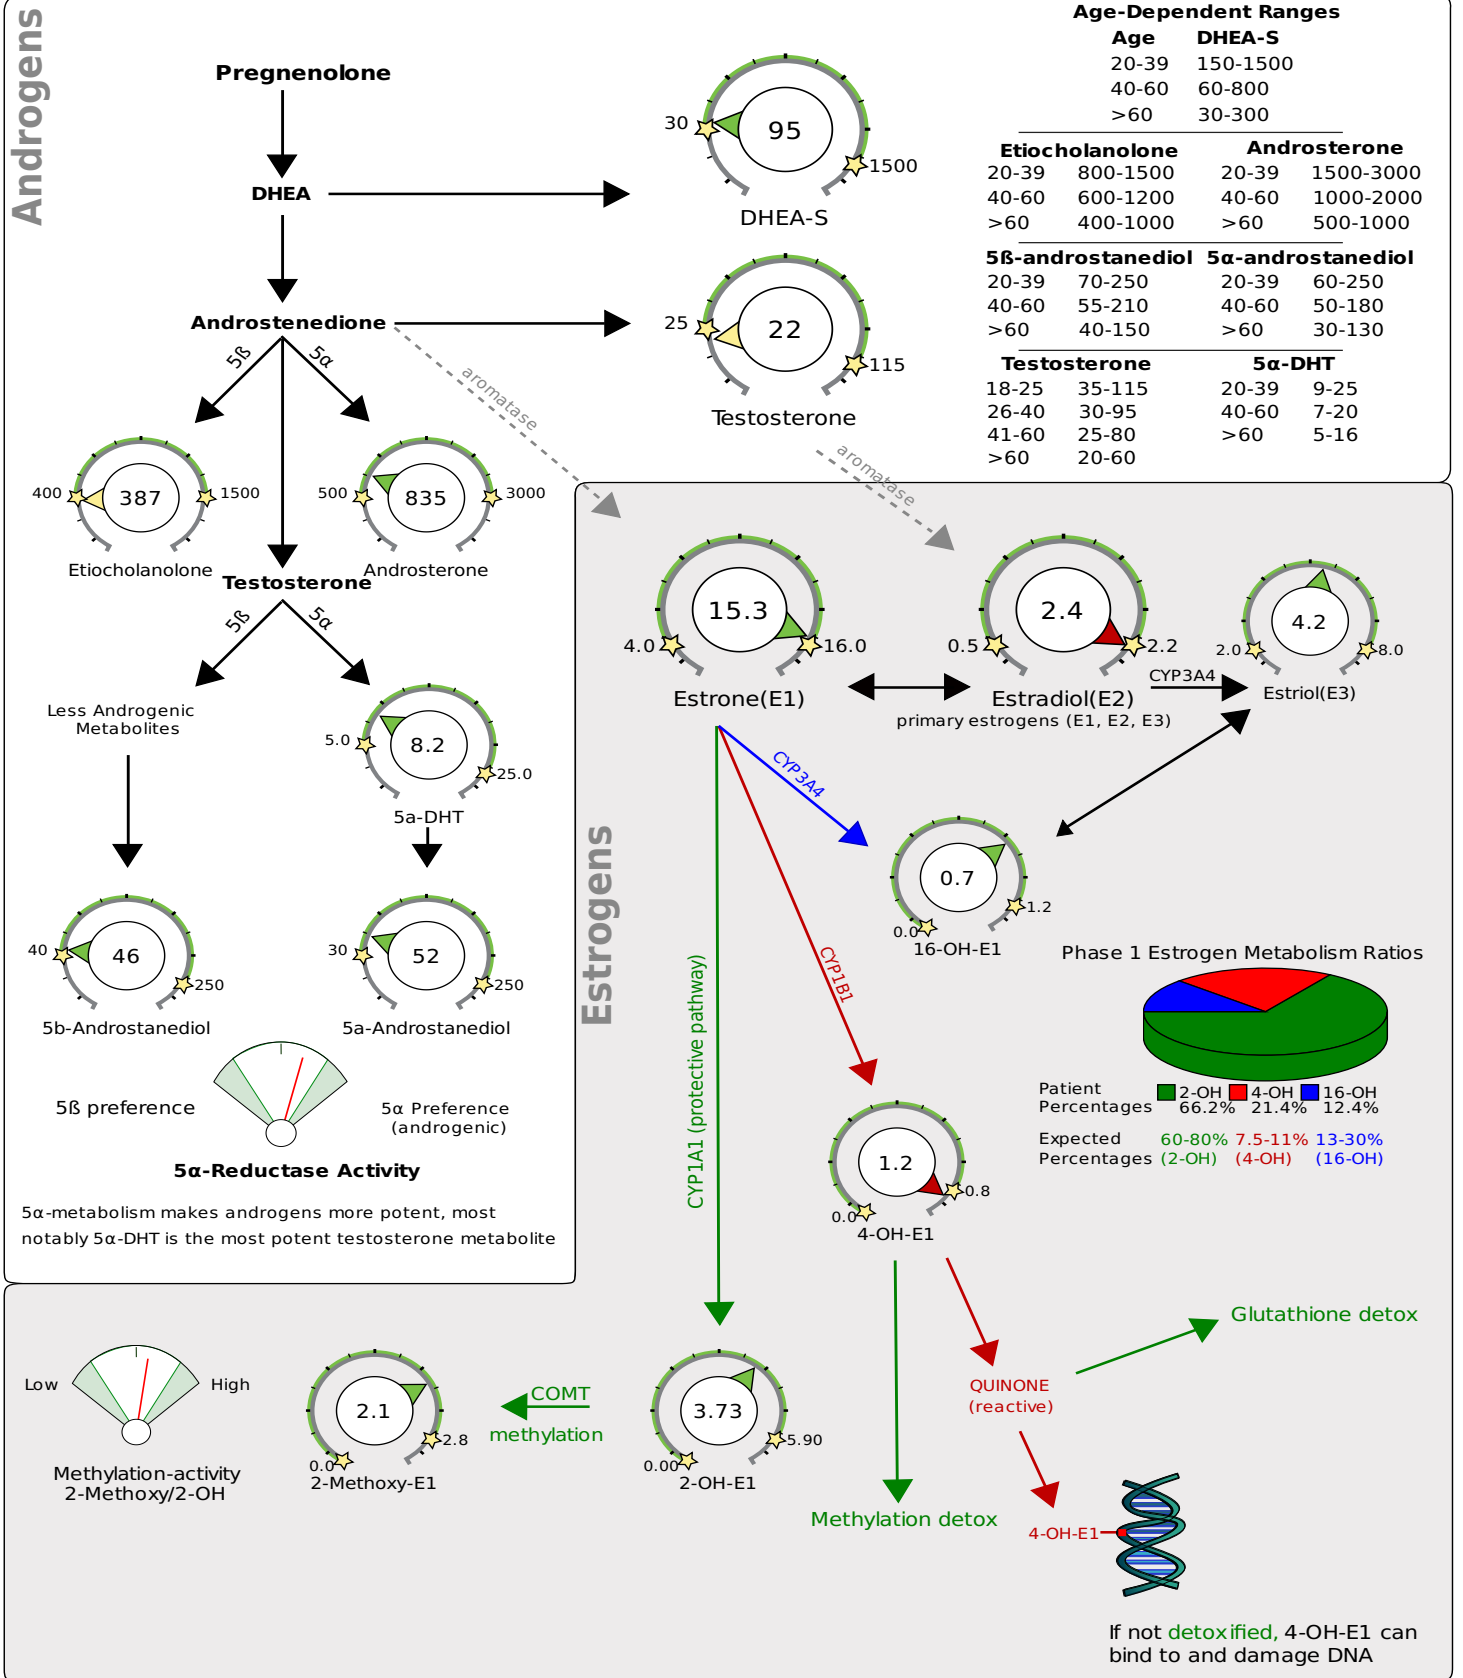 Androgens
Pregnenolone
DHEA
Androstenedione
5ß
5α
aromatase
30
95
1500
DHEA-S
25
22
115
Testosterone
aromatase
Age-Dependent Ranges
Age DHEA-S
20-39 150-1500
40-60 60-800
>60 30-300
Etiocholanolone
20-39 800-1500
40-60 600-1200
>60 400-1000
Androsterone
20-39 1500-3000
40-60 1000-2000
>60 500-1000
5ß-androstanediol
20-39 70-250
40-60 55-210
>60 40-150
5α-androstanediol
20-39 60-250
40-60 50-180
>60 30-130
Testosterone
18-25 35-115
26-40 30-95
41-60 25-80
>60 20-60
5α-DHT
20-39 9-25
40-60 7-20
>60 5-16
400
387
1500
Etiocholanolone
500
835
3000
Androsterone
Testosterone
5ß
5α
Less Androgenic
Metabolites
5.0
8.2
25.0
5a-DHT
40
46
250
5b-Androstanediol
30
52
250
5a-Androstanediol
5ß preference
5α Preference
(androgenic)
5α-Reductase Activity
5α-metabolism makes androgens more potent, most
notably 5α-DHT is the most potent testosterone metabolite
Estrogens
4.0
15.3
16.0
Estrone(E1)
0.5
2.4
2.2
Estradiol(E2)
primary estrogens (E1, E2, E3)
CYP3A4
2.0
4.2
8.0
Estriol(E3)
CYP3A4
CYP1B1
CYP1A1 (protective pathway)
0.0
0.7
1.2
16-OH-E1
Phase 1 Estrogen Metabolism Ratios
Patient
Percentages
2-OH 4-OH 16-OH
66.2% 21.4% 12.4%
Expected
Percentages
60-80% 7.5-11% 13-30%
(2-OH) (4-OH) (16-OH)
0.0
1.2
0.8
4-OH-E1
Low
High
Methylation-activity
2-Methoxy/2-OH
0.0
2.1
2.8
2-Methoxy-E1
COMT
methylation
0.00
3.73
5.90
2-OH-E1
Methylation detox
QUINONE
(reactive)
Glutathione detox
4-OH-E1
If not detoxified, 4-OH-E1 can
bind to and damage DNA